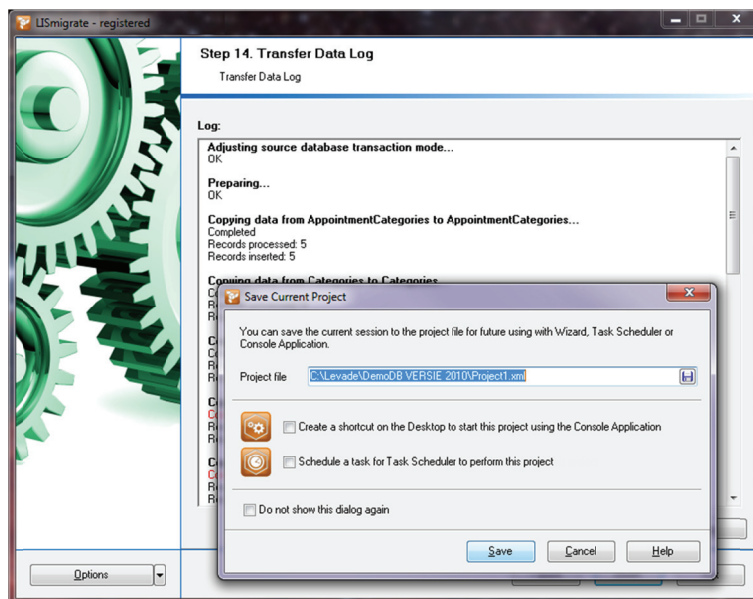 LISmigrate - registered
Step 14. Transfer Data Log
Transfer Data Log
Log:
Adjusting source database transaction mode...
OK
Preparing...
OK
Copying data from AppointmentCategories to AppointmentCategories...
Completed
Records processed: 5
Records inserted: 5
Copying data from Categories to Categories
Save Current Project
You can save the current session to the project file for future using with Wizard, Task Scheduler or
Console Application.
Project file
C:\Levade\DemoDB VERSIE 2010\Project1.xml
Create a shortcut on the Desktop to start this project using the Console Application
Schedule a task for Task Scheduler to perform this project
Do not show this dialog again
Save
Cancel
Help
Options